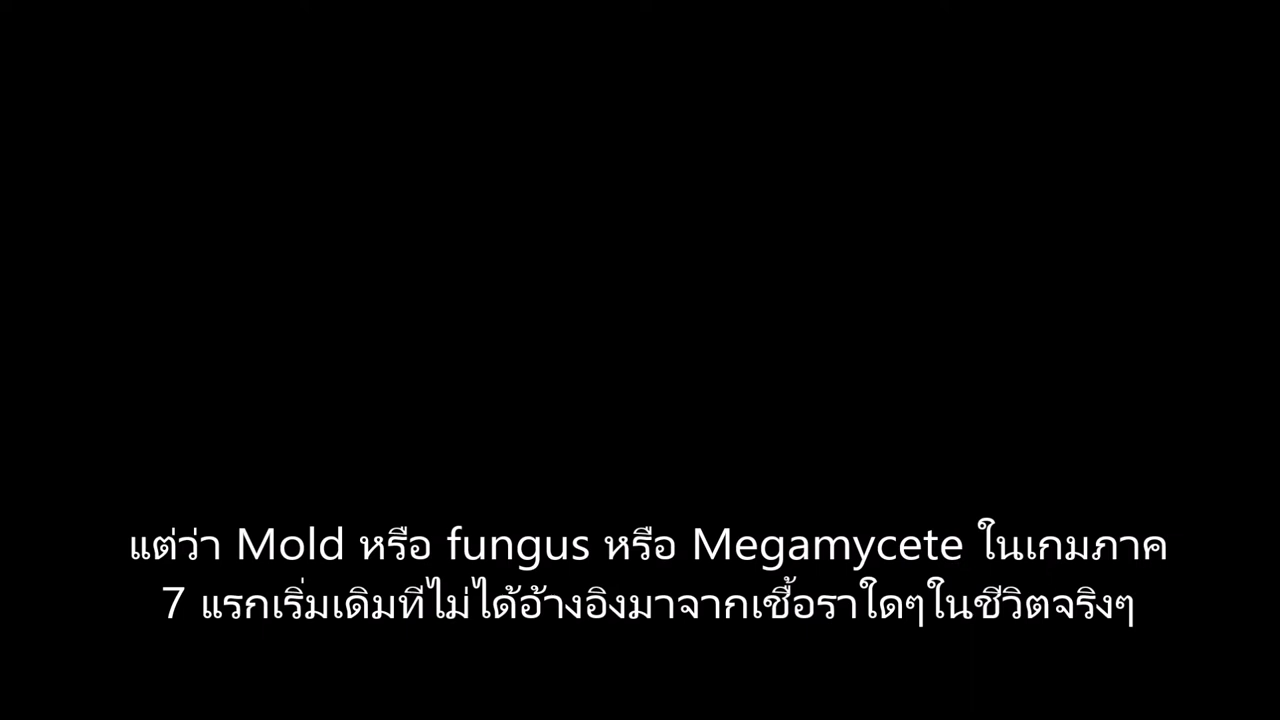 แต่ว่า Mold หรือ fungus หรือ Megamycete ในเกมภาค
7 แรกเริ่มเดิมทีไม่ได้อ้างอิงมาจากเชื้อราใดๆในชีวิตจริงๆ